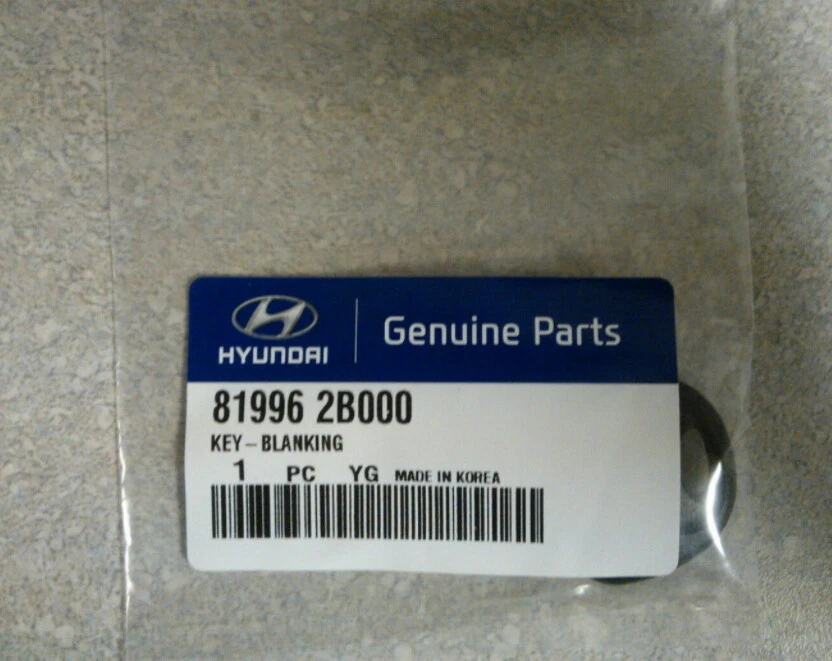 HYUNDAI
Genuine Parts
81996 2B000
KEY-BLANKING
1 PC YG MADE IN KOREA